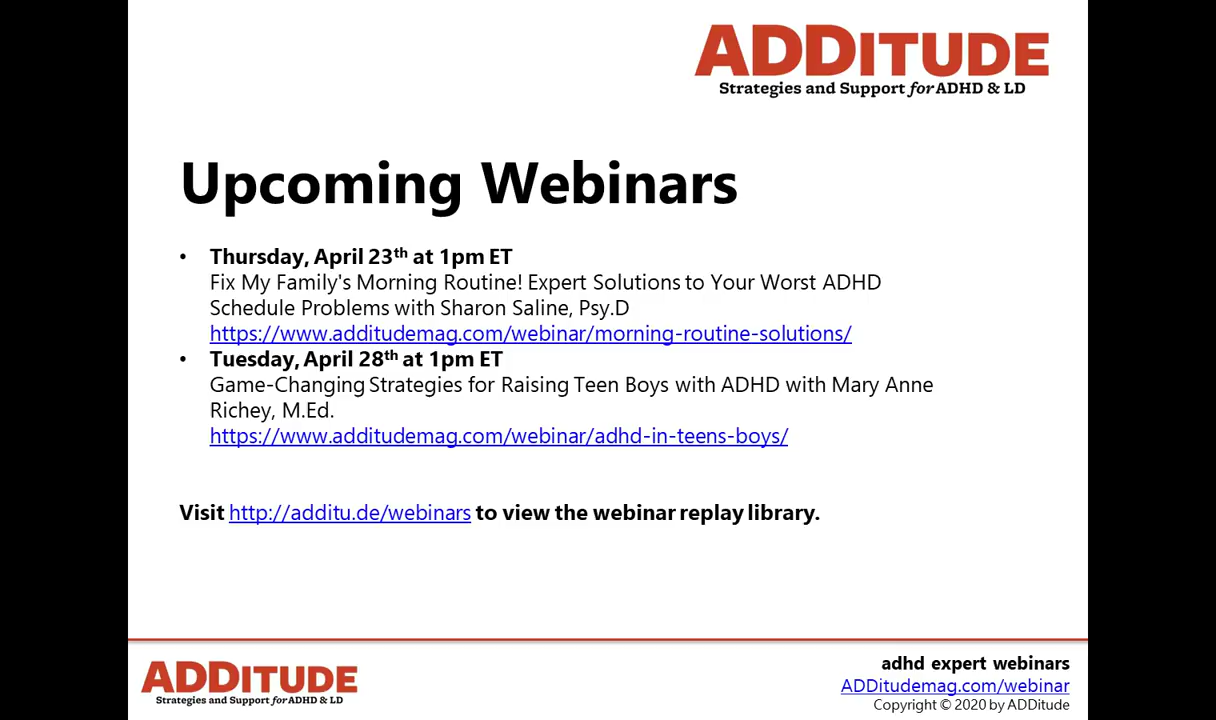 ADDITUDE
Strategies and Support for ADHD & LD
Upcoming Webinars
• Thursday, April 23th at 1pm ET
Fix My Family's Morning Routine! Expert Solutions to Your Worst ADHD
Schedule Problems with Sharon Saline, Psy.D
https://www.additudemag.com/webinar/morning-routine-solutions/
• Tuesday, April 28th at 1pm ET
Game-Changing Strategies for Raising Teen Boys with ADHD with Mary Anne
Richey, M.Ed.
https://www.additudemag.com/webinar/adhd-in-teens-boys/
Visit http://additu.de/webinars to view the webinar replay library.
ADDITUDE
Strategies and Support for ADHD & LD
adhd expert webinars
ADDitudemag.com/webinar
Copyright © 2020 by ADDitude